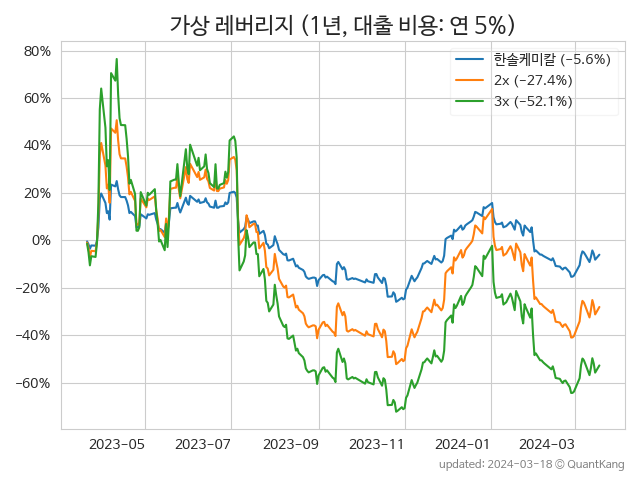 가상 레버리지 (1년, 대출 비용: 연 5%)
80%
60%
40%
20%
0%
−20%
−40%
−60%
한솔케미칼 (−5.6%)
2x (−27.4%)
3x (−52.1%)
2023-05
2023-07
2023-09
2023-11
2024-01
2024-03
updated: 2024-03-18 © QuantKang